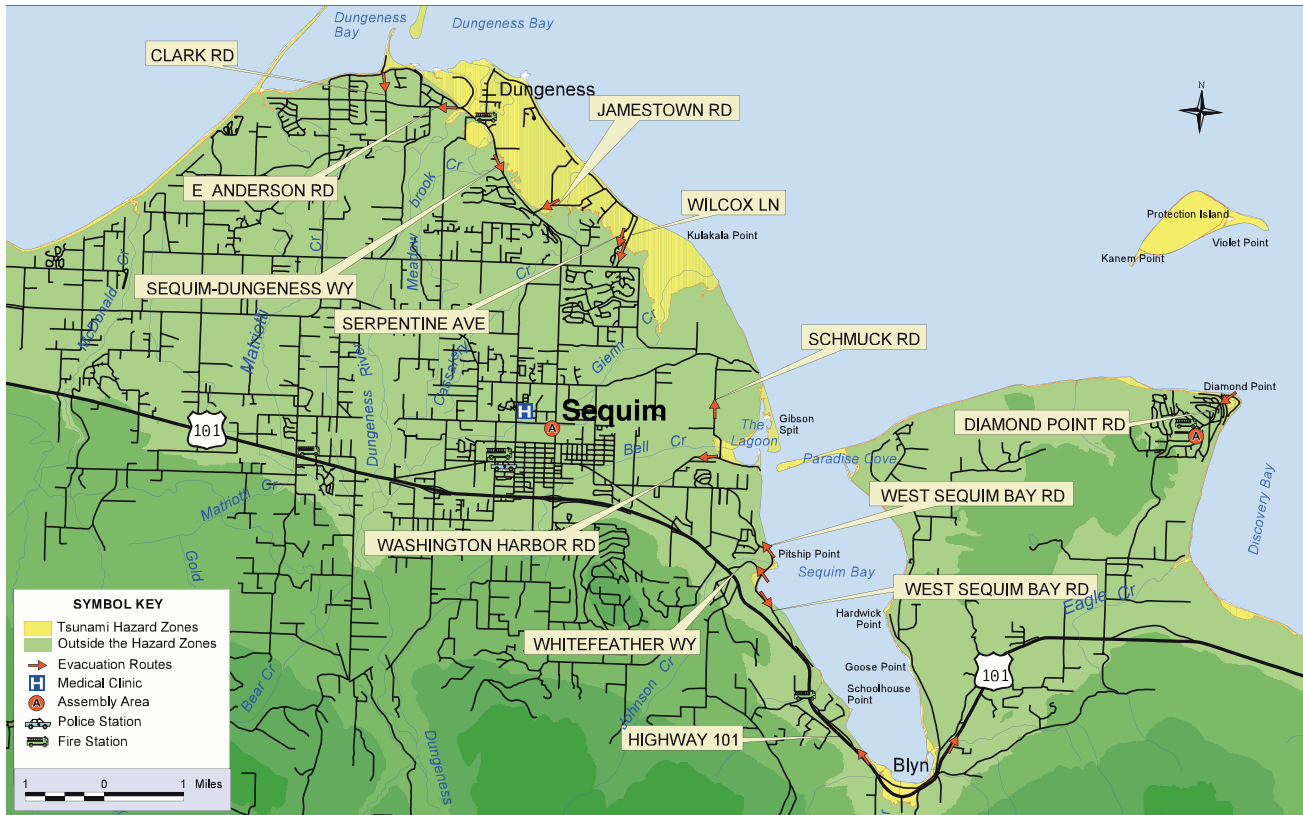 Dungeness
Bay
Dungeness Bay
CLARK RD
Dungeness
JAMESTOWN RD
N
E ANDERSON RD
Cr
brook
Meadow
WILCOX LN
Kulakala Point
Protection Island
Violet Point
Kanem Point
Cr
McDonald
Cr
Matriotti
Cr
SEQUIM-DUNGENESS WY
SERPENTINE AVE
Cr
Gierin
SCHMUCK RD
River
Dungeness
Cassalery
H
Sequim
A
101
Bell
Cr
The
Lagoon
Gibson
Spit
Paradise Cove
Diamond Point
DIAMOND POINT RD
A
Discovery Bay
Matrioth Cr
Gold
WASHINGTON HARBOR RD
WEST SEQUIM BAY RD
Pitship Point
Sequim Bay
WEST SEQUIM BAY RD
Eagle Cr
Hardwick
Point
WHITEFEATHER WY
Goose Point
Schoolhouse
Point
101
Johnson Cr
HIGHWAY 101
Blyn
Bear Cr
Dungeness
r
SYMBOL KEY
Tsunami Hazard Zones
Outside the Hazard Zones
Evacuation Routes
H Medical Clinic
A Assembly Area
Police Station
Fire Station
1 0 1 Miles